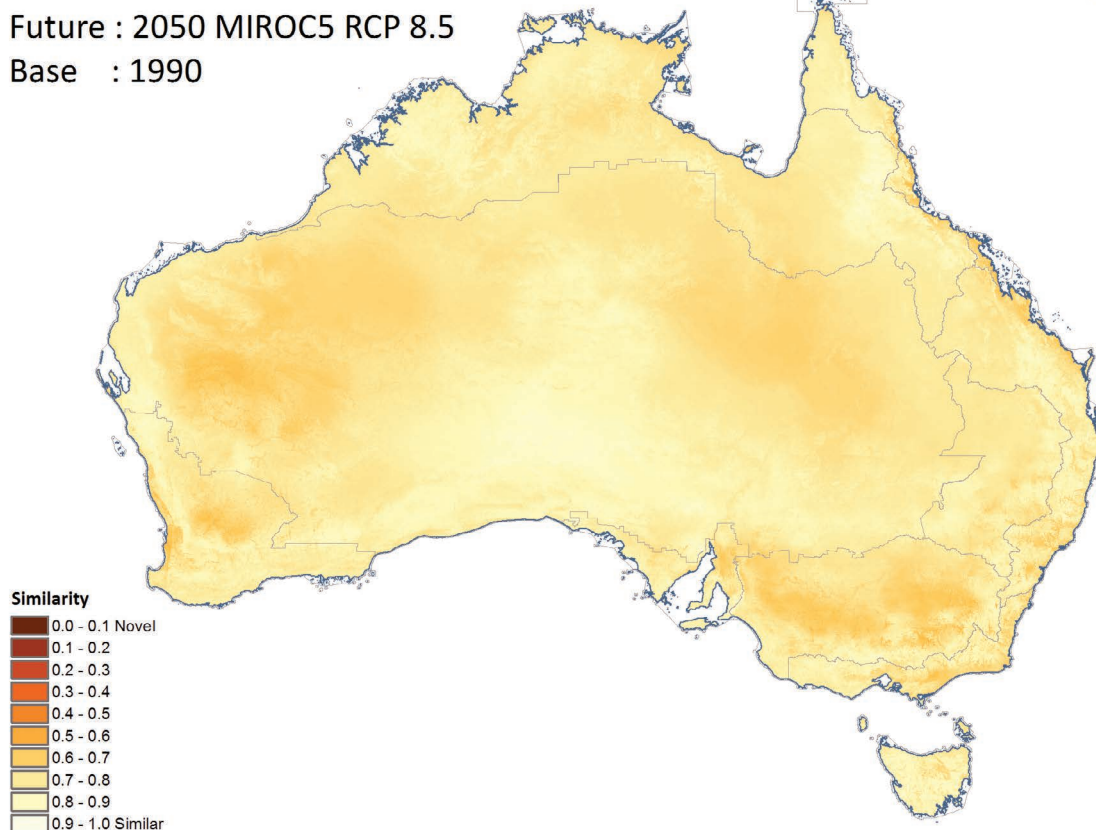 Future : 2050 MIROC5 RCP 8.5
Base : 1990
Similarity
0.0 - 0.1 Novel
0.1 - 0.2
0.2 - 0.3
0.3 - 0.4
0.4 - 0.5
0.5 - 0.6
0.6 - 0.7
0.7 - 0.8
0.8 - 0.9
0.9 - 1.0 Similar